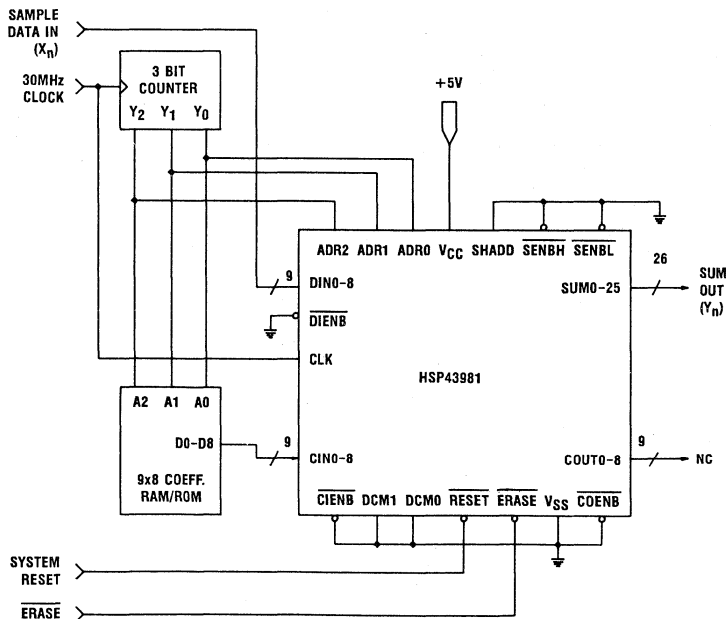 SAMPLE
DATA IN
(Xn)
30MHz
CLOCK
3 BIT
COUNTER
Y2 Y1 Y0
+5V
ADR2 ADR1 ADR0 VCC SHADD SENBH SENBL
9
DIN0-8
DIENB
CLK
HSP43981
26
SUM0-25
SUM
OUT
(Yn)
A2 A1 A0
D0-D8
9x8 COEFF.
RAM/ROM
9
CIN0-8
9
COUT0-8
NC
CIENB DCM1 DCM0 RESET ERASE VSS COENB
SYSTEM
RESET
ERASE